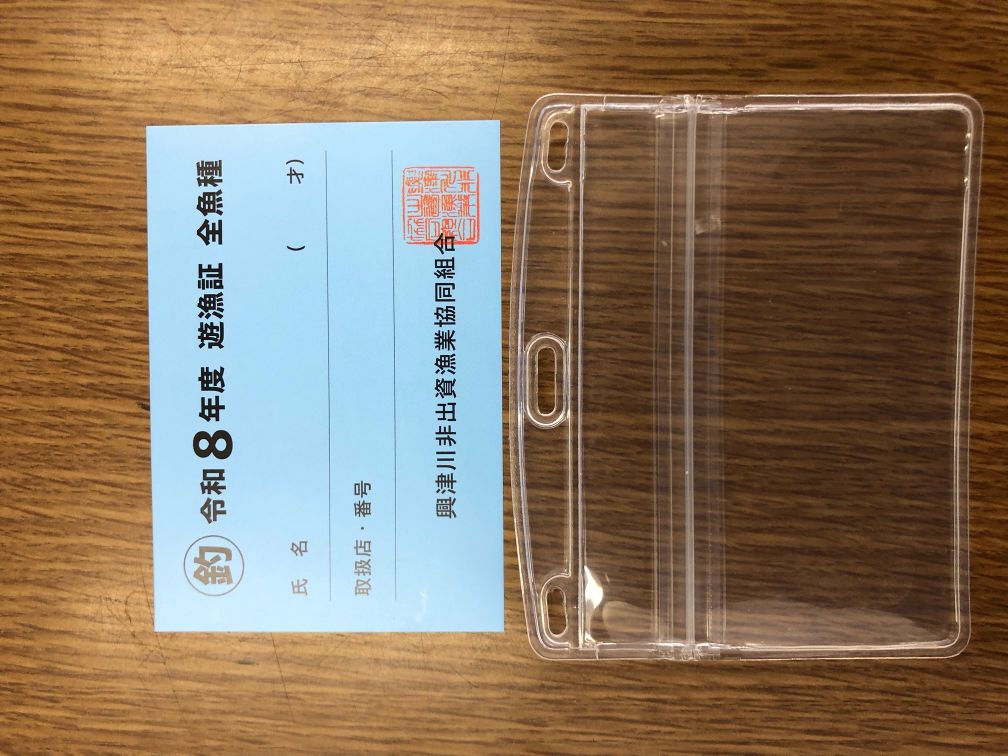 釣 令和8年度 遊漁証 全魚種
氏 名 ( 才)
取扱店・番号
興津川非出資漁業協同組合